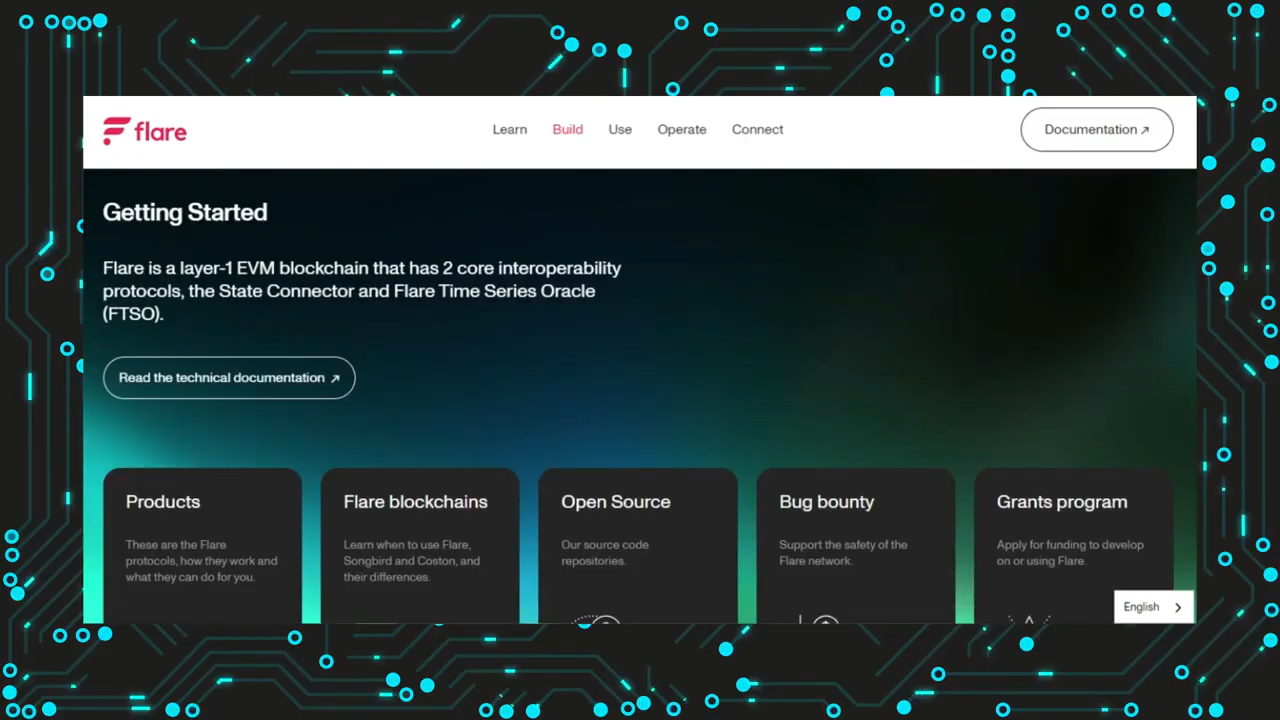 flare
Learn Build Use Operate Connect
Documentation ↗
Getting Started
Flare is a layer-1 EVM blockchain that has 2 core interoperability
protocols, the State Connector and Flare Time Series Oracle
(FTSO).
Read the technical documentation ↗
Products
These are the Flare
protocols, how they work and
what they can do for you.
Flare blockchains
Learn when to use Flare,
Songbird and Coston, and
their differences.
Open Source
Our source code
repositories.
Bug bounty
Support the safety of the
Flare network.
Grants program
Apply for funding to develop
on or using Flare.
English